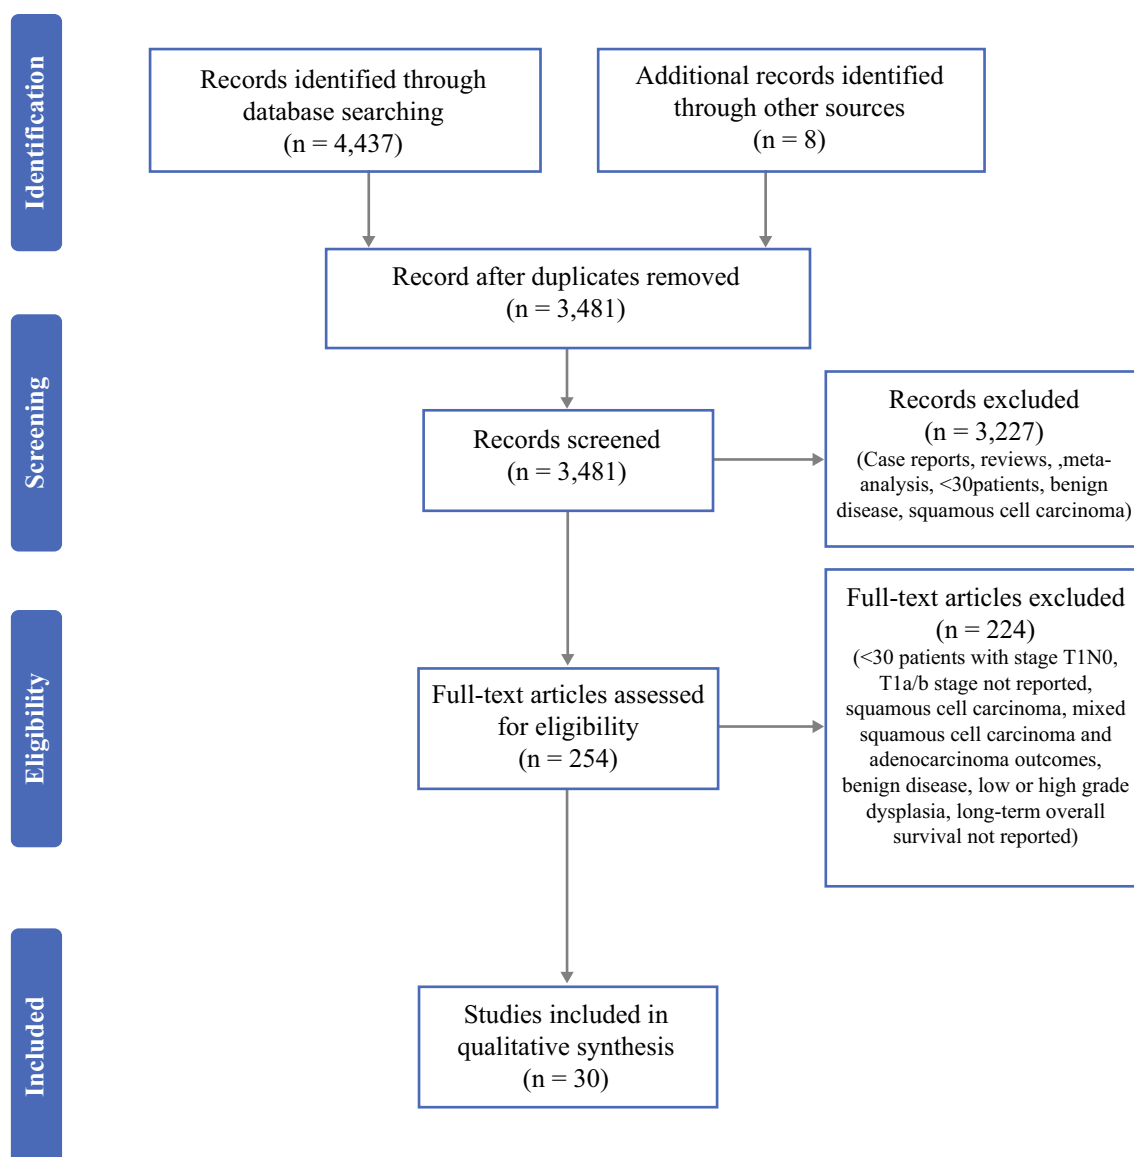 Identification
Records identified through
database searching
(n = 4,437)
Additional records identified
through other sources
(n = 8)
Record after duplicates removed
(n = 3,481)
Screening
Records screened
(n = 3,481)
Records excluded
(n = 3,227)
(Case reports, reviews, ,meta-
analysis, <30patients, benign
disease, squamous cell carcinoma)
Eligibility
Full-text articles assessed
for eligibility
(n = 254)
Full-text articles excluded
(n = 224)
(<30 patients with stage T1N0,
T1a/b stage not reported,
squamous cell carcinoma, mixed
squamous cell carcinoma and
adenocarcinoma outcomes,
benign disease, low or high grade
dysplasia, long-term overall
survival not reported)
Included
Studies included in
qualitative synthesis
(n = 30)